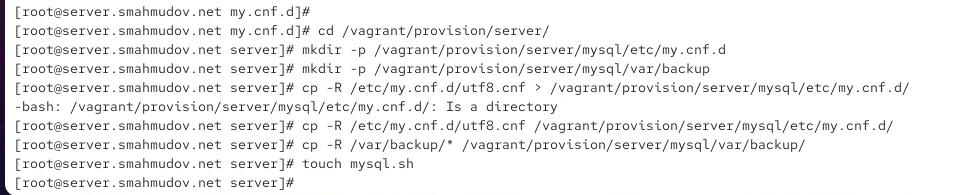 [root@server.smahmudov.net my.cnf.d]#
[root@server.smahmudov.net my.cnf.d]# cd /vagrant/provision/server/
[root@server.smahmudov.net server]# mkdir -p /vagrant/provision/server/mysql/etc/my.cnf.d
[root@server.smahmudov.net server]# mkdir -p /vagrant/provision/server/mysql/var/backup
[root@server.smahmudov.net server]# cp -R /etc/my.cnf.d/utf8.cnf > /vagrant/provision/server/mysql/etc/my.cnf.d/
-bash: /vagrant/provision/server/mysql/etc/my.cnf.d/: Is a directory
[root@server.smahmudov.net server]# cp -R /etc/my.cnf.d/utf8.cnf /vagrant/provision/server/mysql/etc/my.cnf.d/
[root@server.smahmudov.net server]# cp -R /var/backup/* /vagrant/provision/server/mysql/var/backup/
[root@server.smahmudov.net server]# touch mysql.sh
[root@server.smahmudov.net server]#